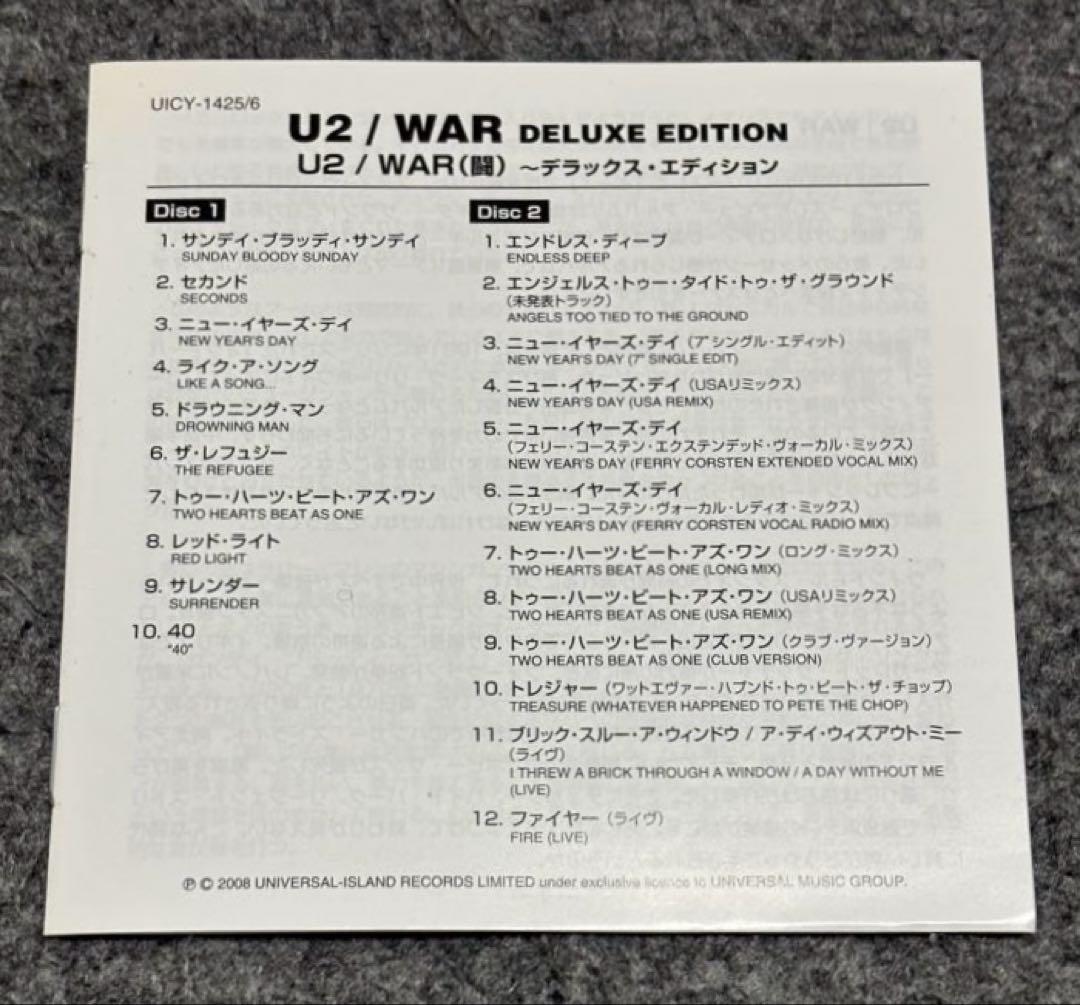 UICY-1425/6
U2 / WAR DELUXE EDITION
U2 / WAR(闘) ～デラックス・エディション
Disc 1
1. サンデイ・ブラッディ・サンデイ
SUNDAY BLOODY SUNDAY
2. セカンド
SECONDS
3. ニュー・イヤーズ・デイ
NEW YEAR'S DAY
4. ライク・ア・ソング
LIKE A SONG...
5. ドラウニング・マン
DROWNING MAN
6. ザ・レフュジー
THE REFUGEE
7. トゥー・ハーツ・ビート・アズ・ワン
TWO HEARTS BEAT AS ONE
8. レッド・ライト
RED LIGHT
9. サレンダー
SURRENDER
10. 40
"40"
Disc 2
1. エンドレス・ディープ
ENDLESS DEEP
2. エンジェルス・トゥー・タイド・トゥ・ザ・グラウンド
(未発表トラック)
ANGELS TOO TIED TO THE GROUND
3. ニュー・イヤーズ・デイ (7"シングル・エディット)
NEW YEAR'S DAY (7" SINGLE EDIT)
4. ニュー・イヤーズ・デイ (USAリミックス)
NEW YEAR'S DAY (USA REMIX)
5. ニュー・イヤーズ・デイ
(フェリー・コーステン・エクステンデッド・ヴォーカル・ミックス)
NEW YEAR'S DAY (FERRY CORSTEN EXTENDED VOCAL MIX)
6. ニュー・イヤーズ・デイ
(フェリー・コーステン・ヴォーカル・レディオ・ミックス)
NEW YEAR'S DAY (FERRY CORSTEN VOCAL RADIO MIX)
7. トゥー・ハーツ・ビート・アズ・ワン (ロング・ミックス)
TWO HEARTS BEAT AS ONE (LONG MIX)
8. トゥー・ハーツ・ビート・アズ・ワン (USAリミックス)
TWO HEARTS BEAT AS ONE (USA REMIX)
9. トゥー・ハーツ・ビート・アズ・ワン (クラブ・ヴァージョン)
TWO HEARTS BEAT AS ONE (CLUB VERSION)
10. トレジャー (ワットエヴァー・ハプンド・トゥ・ピート・ザ・チョップ)
TREASURE (WHATEVER HAPPENED TO PETE THE CHOP)
11. ブリック・スルー・ア・ウィンドウ / ア・デイ・ウィズアウト・ミー
(ライヴ)
I THREW A BRICK THROUGH A WINDOW / A DAY WITHOUT ME
(LIVE)
12. ファイヤー (ライヴ)
FIRE (LIVE)
℗ © 2008 UNIVERSAL-ISLAND RECORDS LIMITED under exclusive licence to UNIVERSAL MUSIC GROUP.